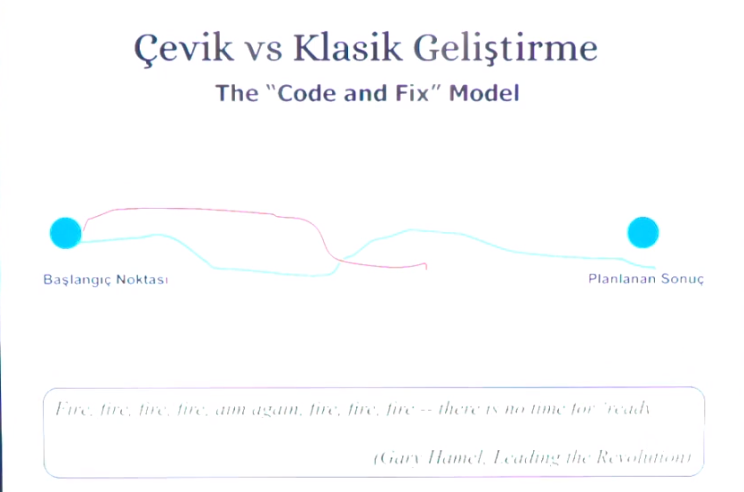 Çevik vs Klasik Geliştirme
The “Code and Fix” Model
Başlangıç Noktası
Planlanan Sonuç
Fire, fire, fire, fire, aim again, fire, fire, fire -- there is no time for "ready
(Gary Hamel, Leading the Revolution)